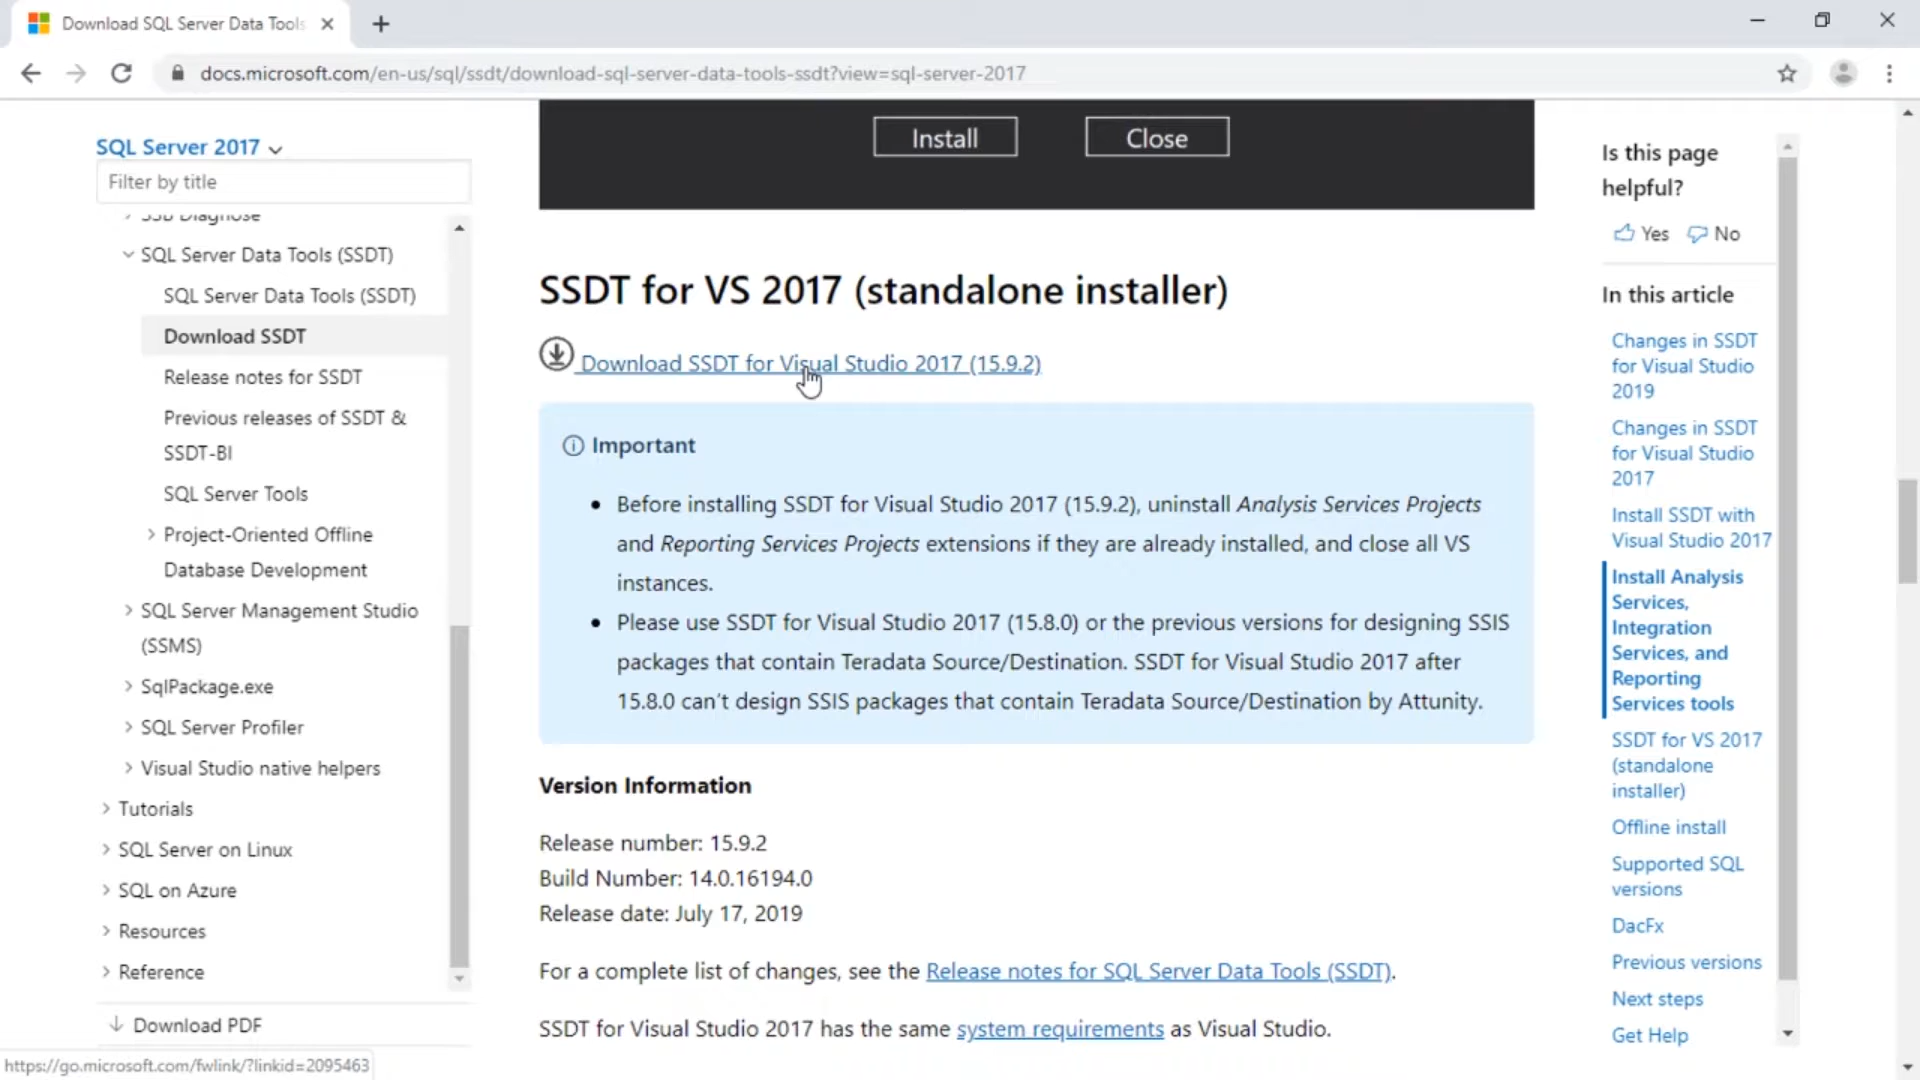 Download SQL Server Data Tools
docs.microsoft.com/en-us/sql/ssdt/download-sql-server-data-tools-ssdt?view=sql-server-2017
SQL Server 2017
Filter by title
SSB Diagnose
SQL Server Data Tools (SSDT)
SQL Server Data Tools (SSDT)
Download SSDT
Release notes for SSDT
Previous releases of SSDT &
SSDT-BI
SQL Server Tools
Project-Oriented Offline
Database Development
SQL Server Management Studio
(SSMS)
SqlPackage.exe
SQL Server Profiler
Visual Studio native helpers
Tutorials
SQL Server on Linux
SQL on Azure
Resources
Reference
Download PDF
https://go.microsoft.com/fwlink/?linkid=2095463
Install
Close
SSDT for VS 2017 (standalone installer)
Download SSDT for Visual Studio 2017 (15.9.2)
Important
• Before installing SSDT for Visual Studio 2017 (15.9.2), uninstall Analysis Services Projects
and Reporting Services Projects extensions if they are already installed, and close all VS
instances.
• Please use SSDT for Visual Studio 2017 (15.8.0) or the previous versions for designing SSIS
packages that contain Teradata Source/Destination. SSDT for Visual Studio 2017 after
15.8.0 can't design SSIS packages that contain Teradata Source/Destination by Attunity.
Version Information
Release number: 15.9.2
Build Number: 14.0.16194.0
Release date: July 17, 2019
For a complete list of changes, see the Release notes for SQL Server Data Tools (SSDT).
SSDT for Visual Studio 2017 has the same system requirements as Visual Studio.
Is this page
helpful?
Yes No
In this article
Changes in SSDT
for Visual Studio
2019
Changes in SSDT
for Visual Studio
2017
Install SSDT with
Visual Studio 2017
Install Analysis
Services,
Integration
Services, and
Reporting
Services tools
SSDT for VS 2017
(standalone
installer)
Offline install
Supported SQL
versions
DacFx
Previous versions
Next steps
Get Help